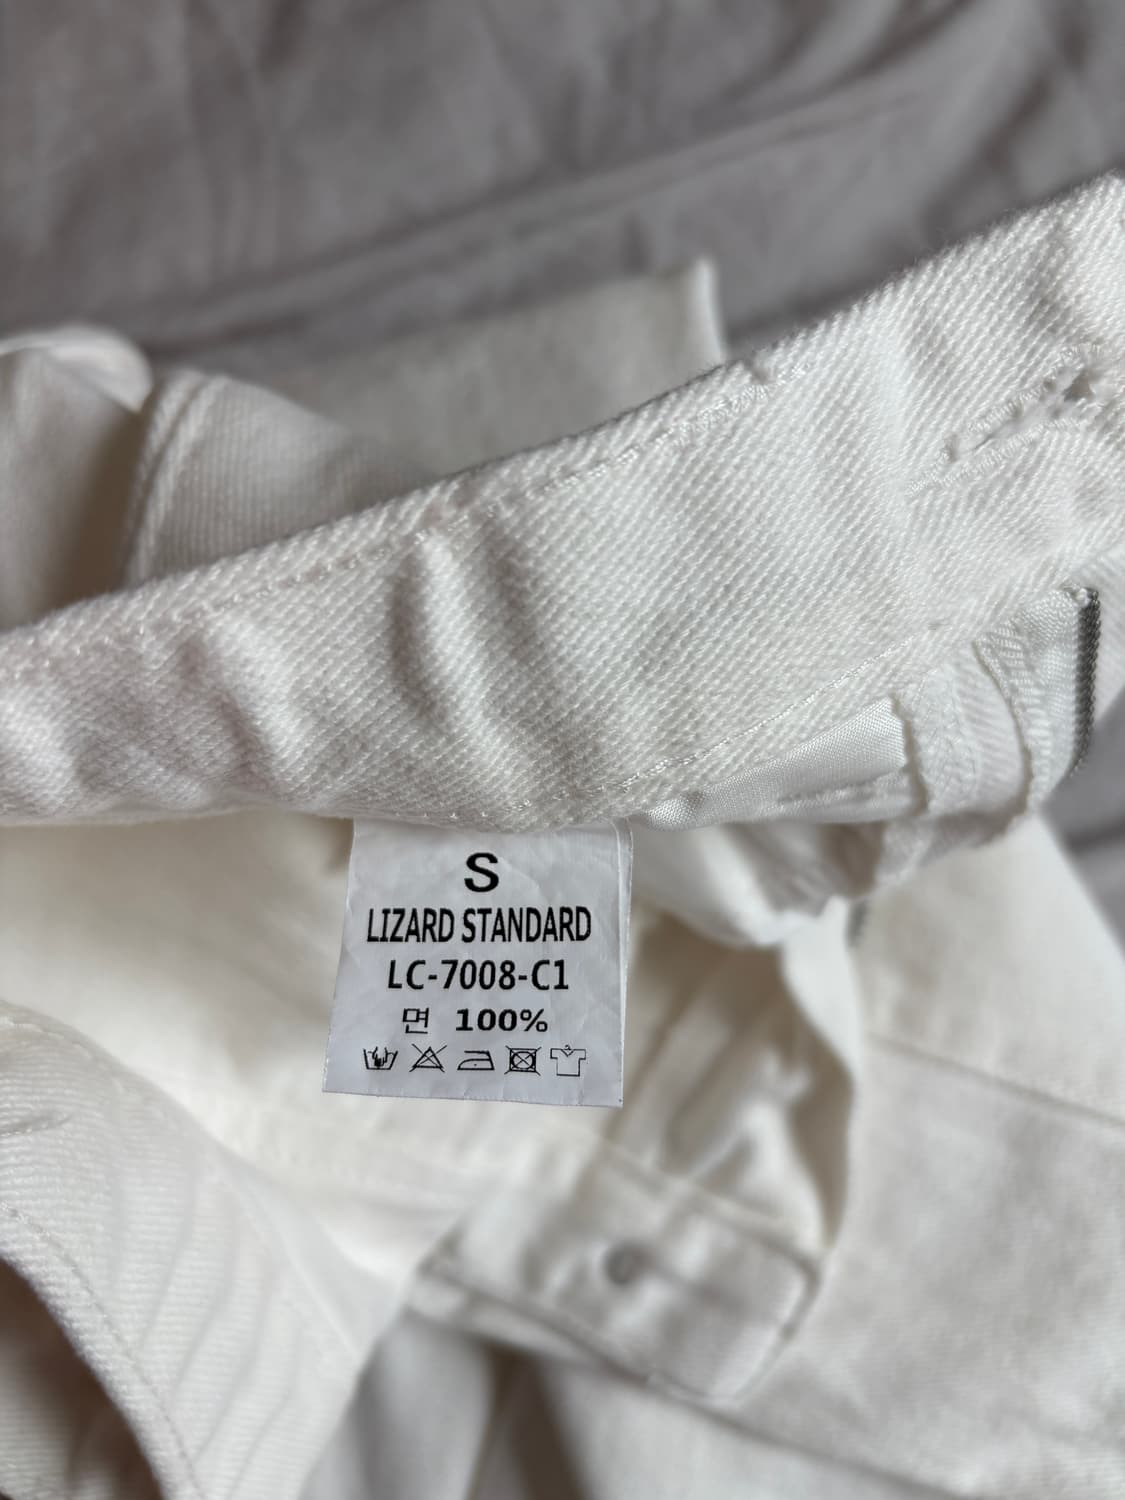 S
LIZARD STANDARD
LC-7008-C1
면 100%